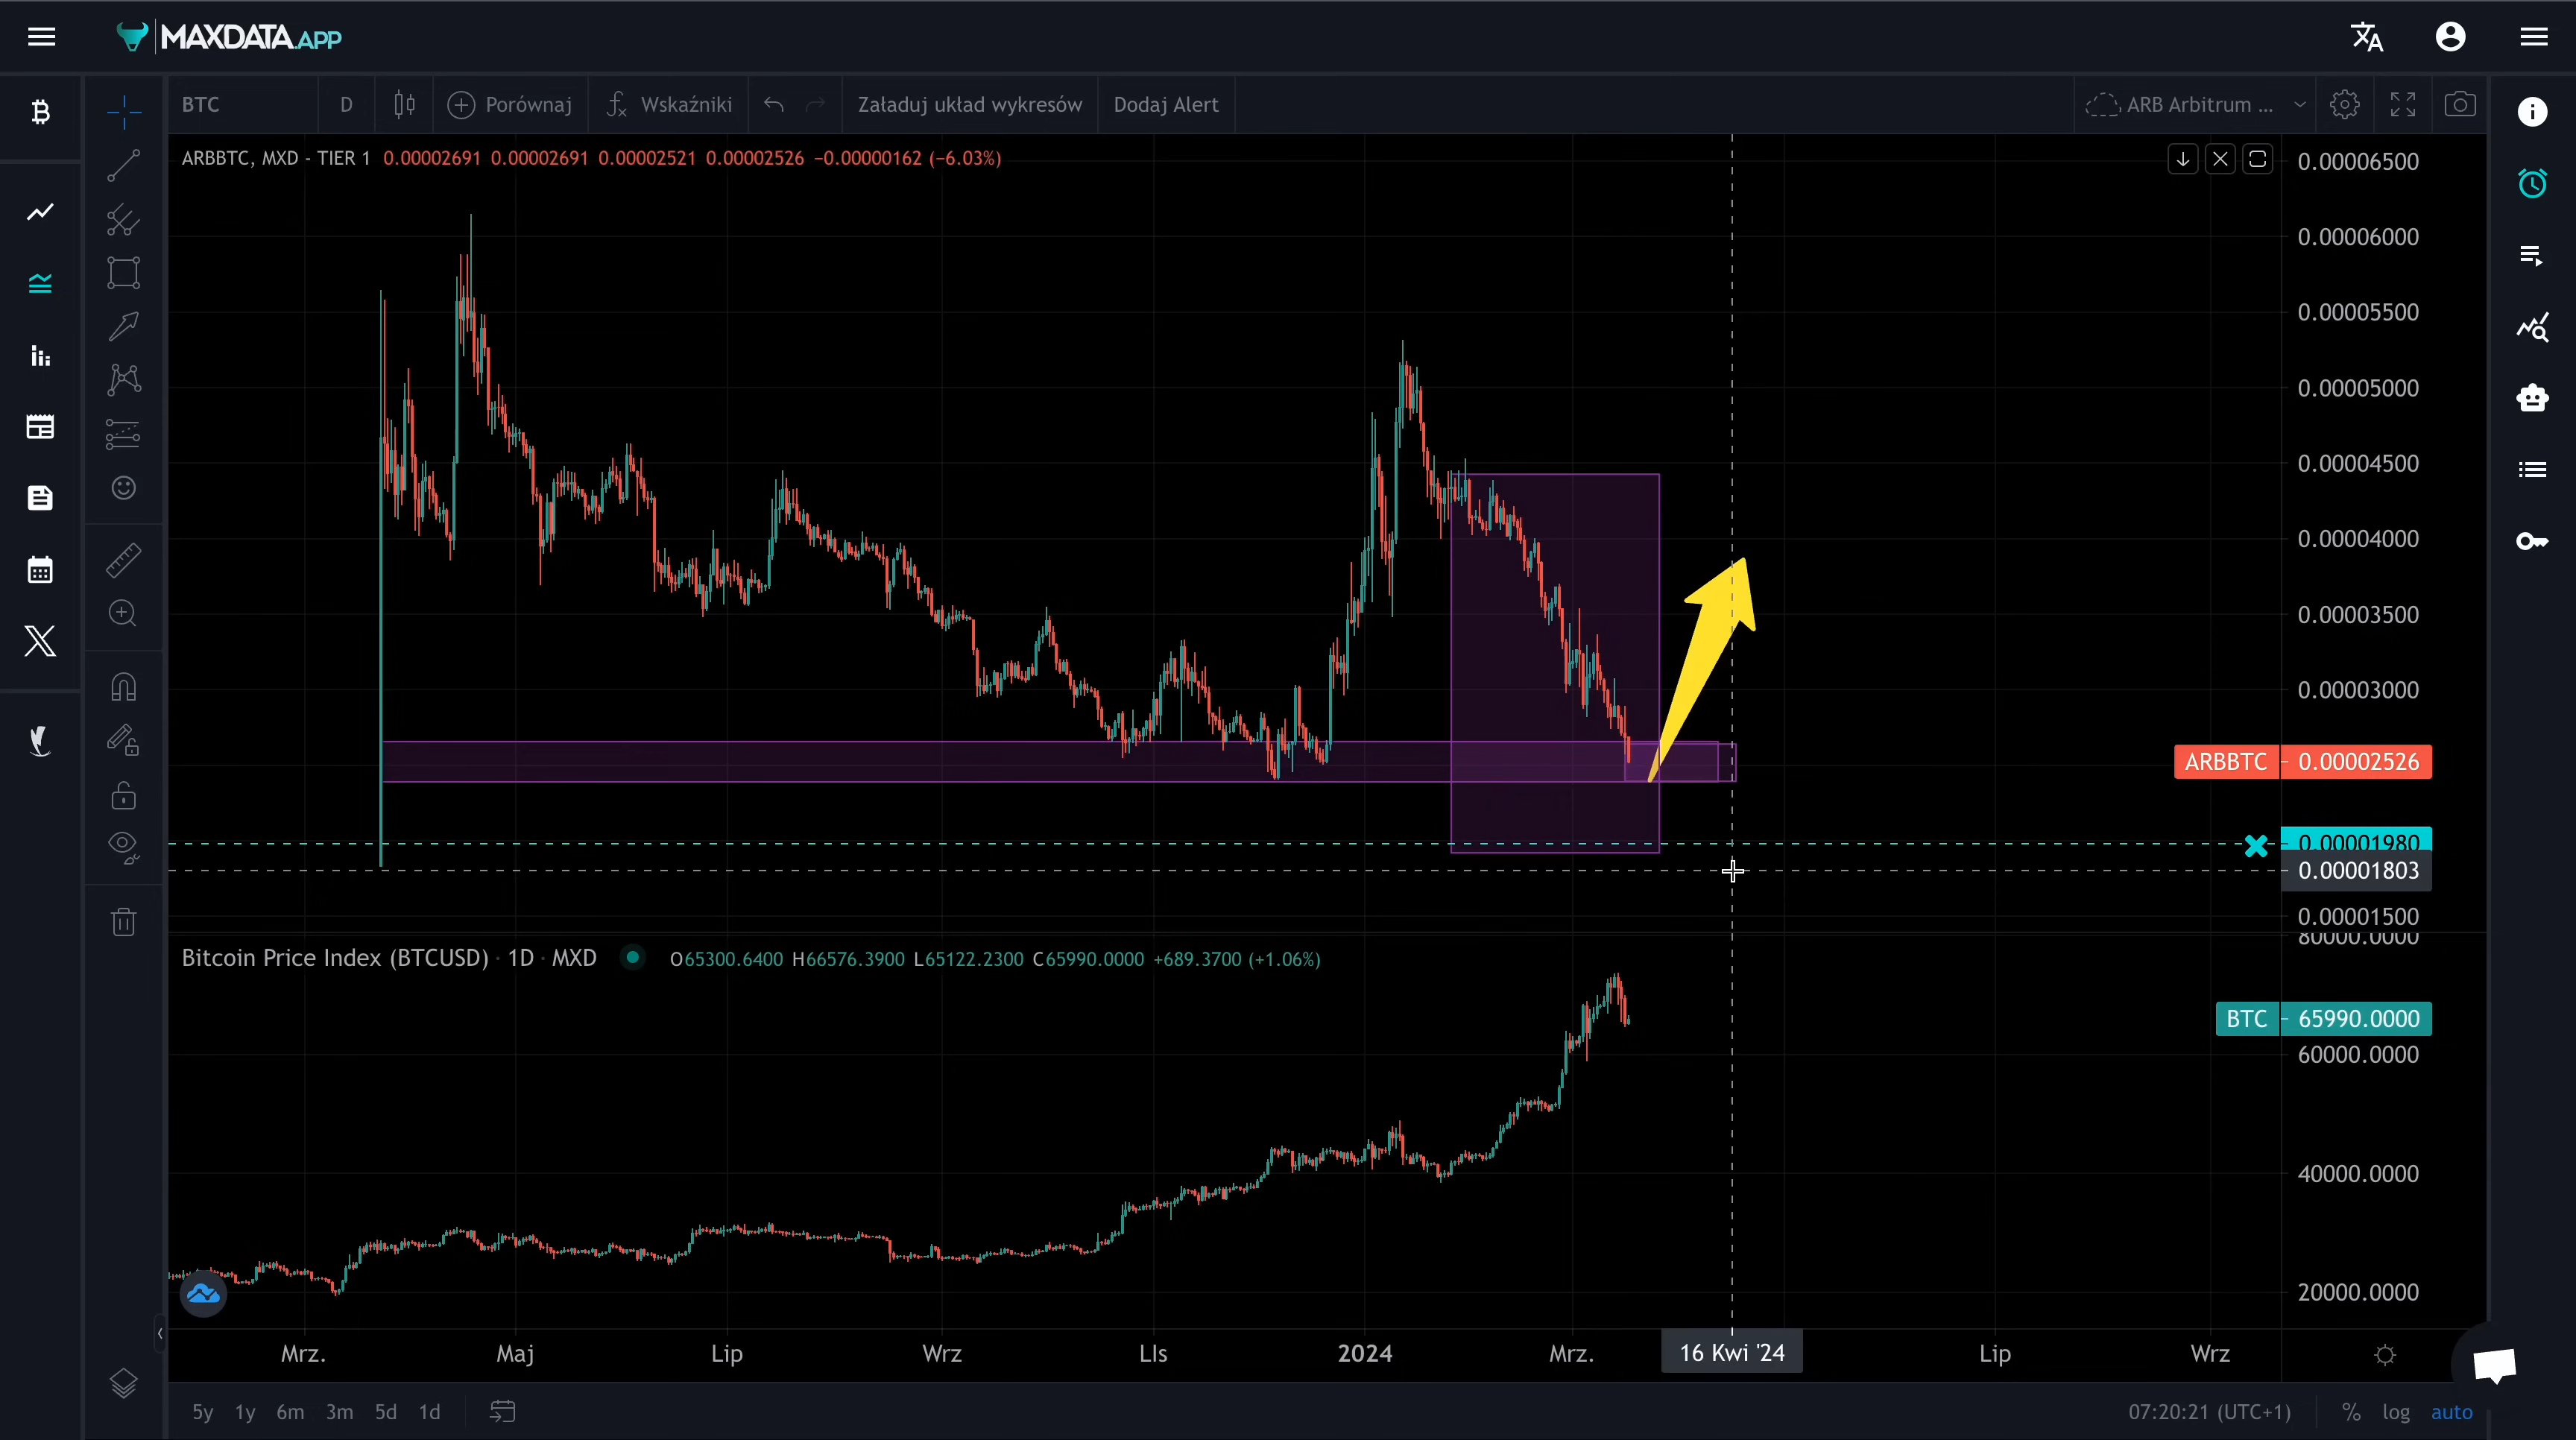 MAXDATA.APP
BTC D Porównaj Wskaźniki Załaduj układ wykresów Dodaj Alert ARB Arbitrum ...
ARBBTC, MXD - TIER 1 0.00002691 0.00002691 0.00002521 0.00002526 −0.00000162 (−6.03%)
0.00006500
0.00006000
0.00005500
0.00005000
0.00004500
0.00004000
0.00003500
0.00003000
ARBBTC 0.00002526
0.00001980
0.00001803
0.00001500
80000.0000
Bitcoin Price Index (BTCUSD) · 1D · MXD O65300.6400 H66576.3900 L65122.2300 C65990.0000 +689.3700 (+1.06%)
BTC 65990.0000
60000.0000
40000.0000
20000.0000
Mrz. Maj Lip Wrz LIs 2024 Mrz. 16 Kwi '24 Lip Wrz
5y 1y 6m 3m 5d 1d 07:20:21 (UTC+1) % log auto